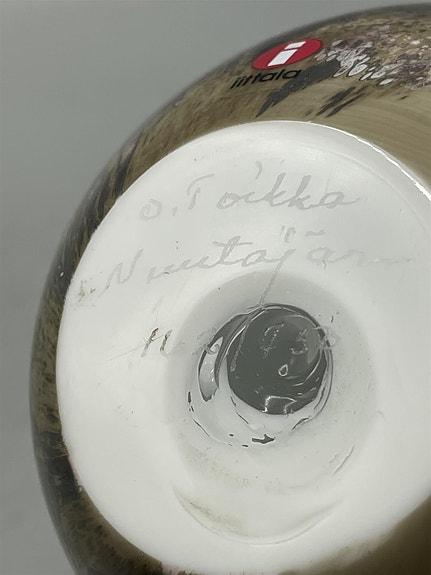 i
iittala
O. Toikka
Nuutajärvi